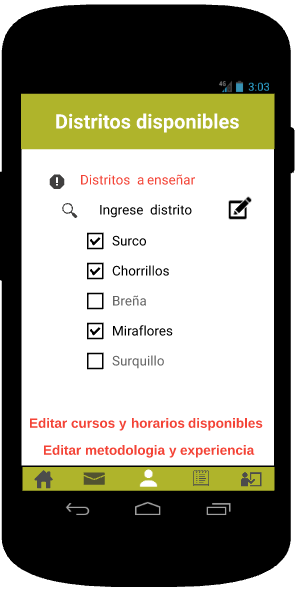 4G 3:03
Distritos disponibles
Distritos a enseñar
Ingrese distrito
Surco
Chorrillos
Breña
Miraflores
Surquillo
Editar cursos y horarios disponibles
Editar metodologia y experiencia